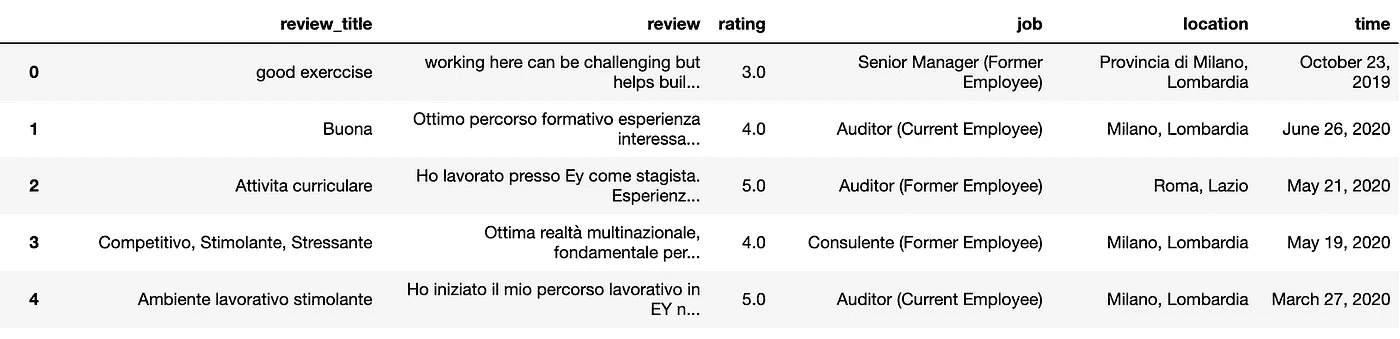 review_title review rating job location time
0 good exerccise working here can be challenging but helps buil... 3.0 Senior Manager (Former Employee) Provincia di Milano, Lombardia October 23, 2019
1 Buona Ottimo percorso formativo esperienza interessa... 4.0 Auditor (Current Employee) Milano, Lombardia June 26, 2020
2 Attivita curriculare Ho lavorato presso Ey come stagista. Esperienz... 5.0 Auditor (Former Employee) Roma, Lazio May 21, 2020
3 Competitivo, Stimolante, Stressante Ottima realtà multinazionale, fondamentale per... 4.0 Consulente (Former Employee) Milano, Lombardia May 19, 2020
4 Ambiente lavorativo stimolante Ho iniziato il mio percorso lavorativo in EY n... 5.0 Auditor (Current Employee) Milano, Lombardia March 27, 2020